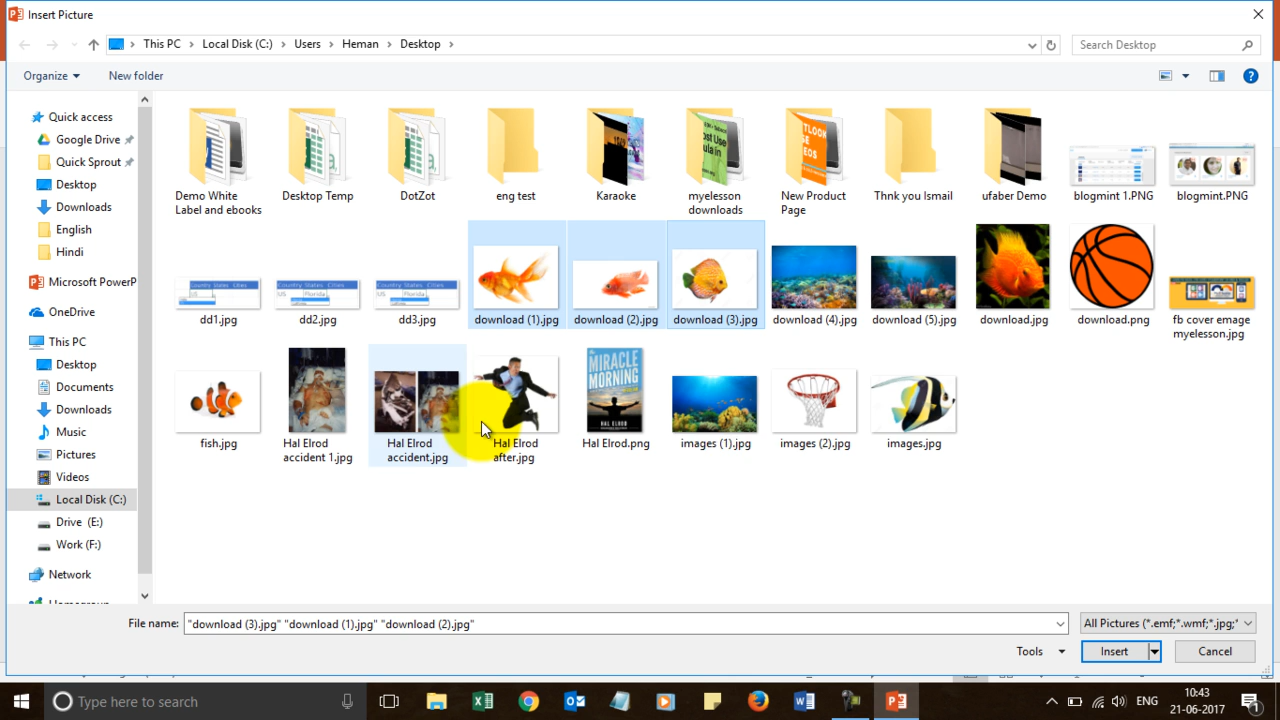 Insert Picture
This PC
Local Disk (C:)
Users
Heman
Desktop
Search Desktop
Organize
New folder
Quick access
Google Drive
Quick Sprout
Desktop
Downloads
English
Hindi
Microsoft PowerP
OneDrive
This PC
Desktop
Documents
Downloads
Music
Pictures
Videos
Local Disk (C:)
Drive (E:)
Work (F:)
Network
Demo White
Label and ebooks
Desktop Temp
DotZot
eng test
Karaoke
myelesson
downloads
New Product
Page
Thnk you Ismail
ufaber Demo
blogmint 1.PNG
blogmint.PNG
dd1.jpg
dd2.jpg
dd3.jpg
download (1).jpg
download (2).jpg
download (3).jpg
download (4).jpg
download (5).jpg
download.jpg
download.png
fb cover emage
myelesson.jpg
fish.jpg
Hal Elrod
accident 1.jpg
Hal Elrod
accident.jpg
Hal Elrod
after.jpg
MIRACLE
MORNING
HAL ELROD
Hal Elrod.png
images (1).jpg
images (2).jpg
images.jpg
File name:
"download (3).jpg" "download (1).jpg" "download (2).jpg"
All Pictures (*.emf;*.wmf;*.jpg;*
Tools
Insert
Cancel
Type here to search
ENG
10:43
21-06-2017